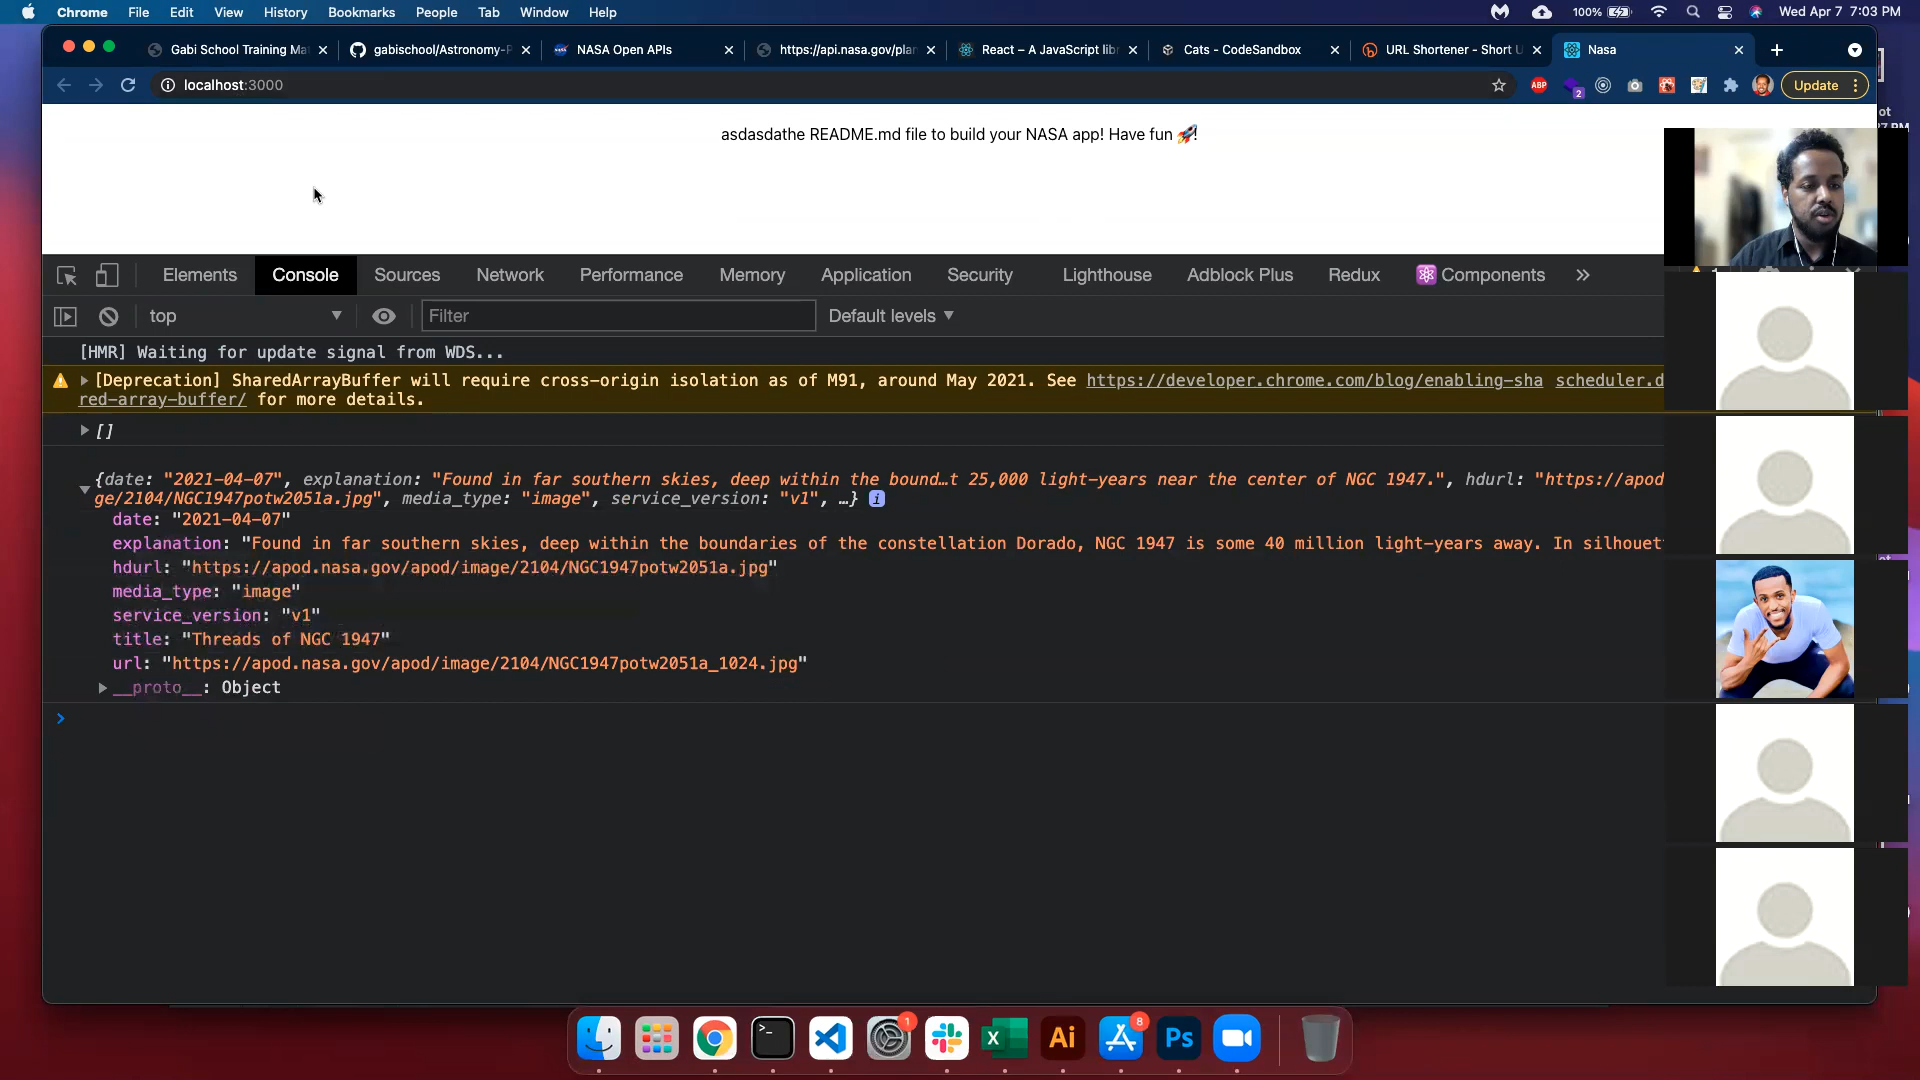 Chrome File Edit View History Bookmarks People Tab Window Help 100% Wed Apr 7 7:03 PM
Gabi School Training Mat gabischool/Astronomy-P NASA Open APIs https://api.nasa.gov/plan React – A JavaScript libr Cats - CodeSandbox URL Shortener - Short U Nasa
localhost:3000 ABP 2 Update
asdasdathe README.md file to build your NASA app! Have fun 🚀!
Elements Console Sources Network Performance Memory Application Security Lighthouse Adblock Plus Redux Components »
top Filter Default levels
[HMR] Waiting for update signal from WDS...
[Deprecation] SharedArrayBuffer will require cross-origin isolation as of M91, around May 2021. See https://developer.chrome.com/blog/enabling-sha scheduler.d
red-array-buffer/ for more details.
[]
{date: "2021-04-07", explanation: "Found in far southern skies, deep within the bound…t 25,000 light-years near the center of NGC 1947.", hdurl: "https://apod
ge/2104/NGC1947potw2051a.jpg", media_type: "image", service_version: "v1", …} i
date: "2021-04-07"
explanation: "Found in far southern skies, deep within the boundaries of the constellation Dorado, NGC 1947 is some 40 million light-years away. In silhouet
hdurl: "https://apod.nasa.gov/apod/image/2104/NGC1947potw2051a.jpg"
media_type: "image"
service_version: "v1"
title: "Threads of NGC 1947"
url: "https://apod.nasa.gov/apod/image/2104/NGC1947potw2051a_1024.jpg"
__proto__: Object
>
1 8
Ai Ps